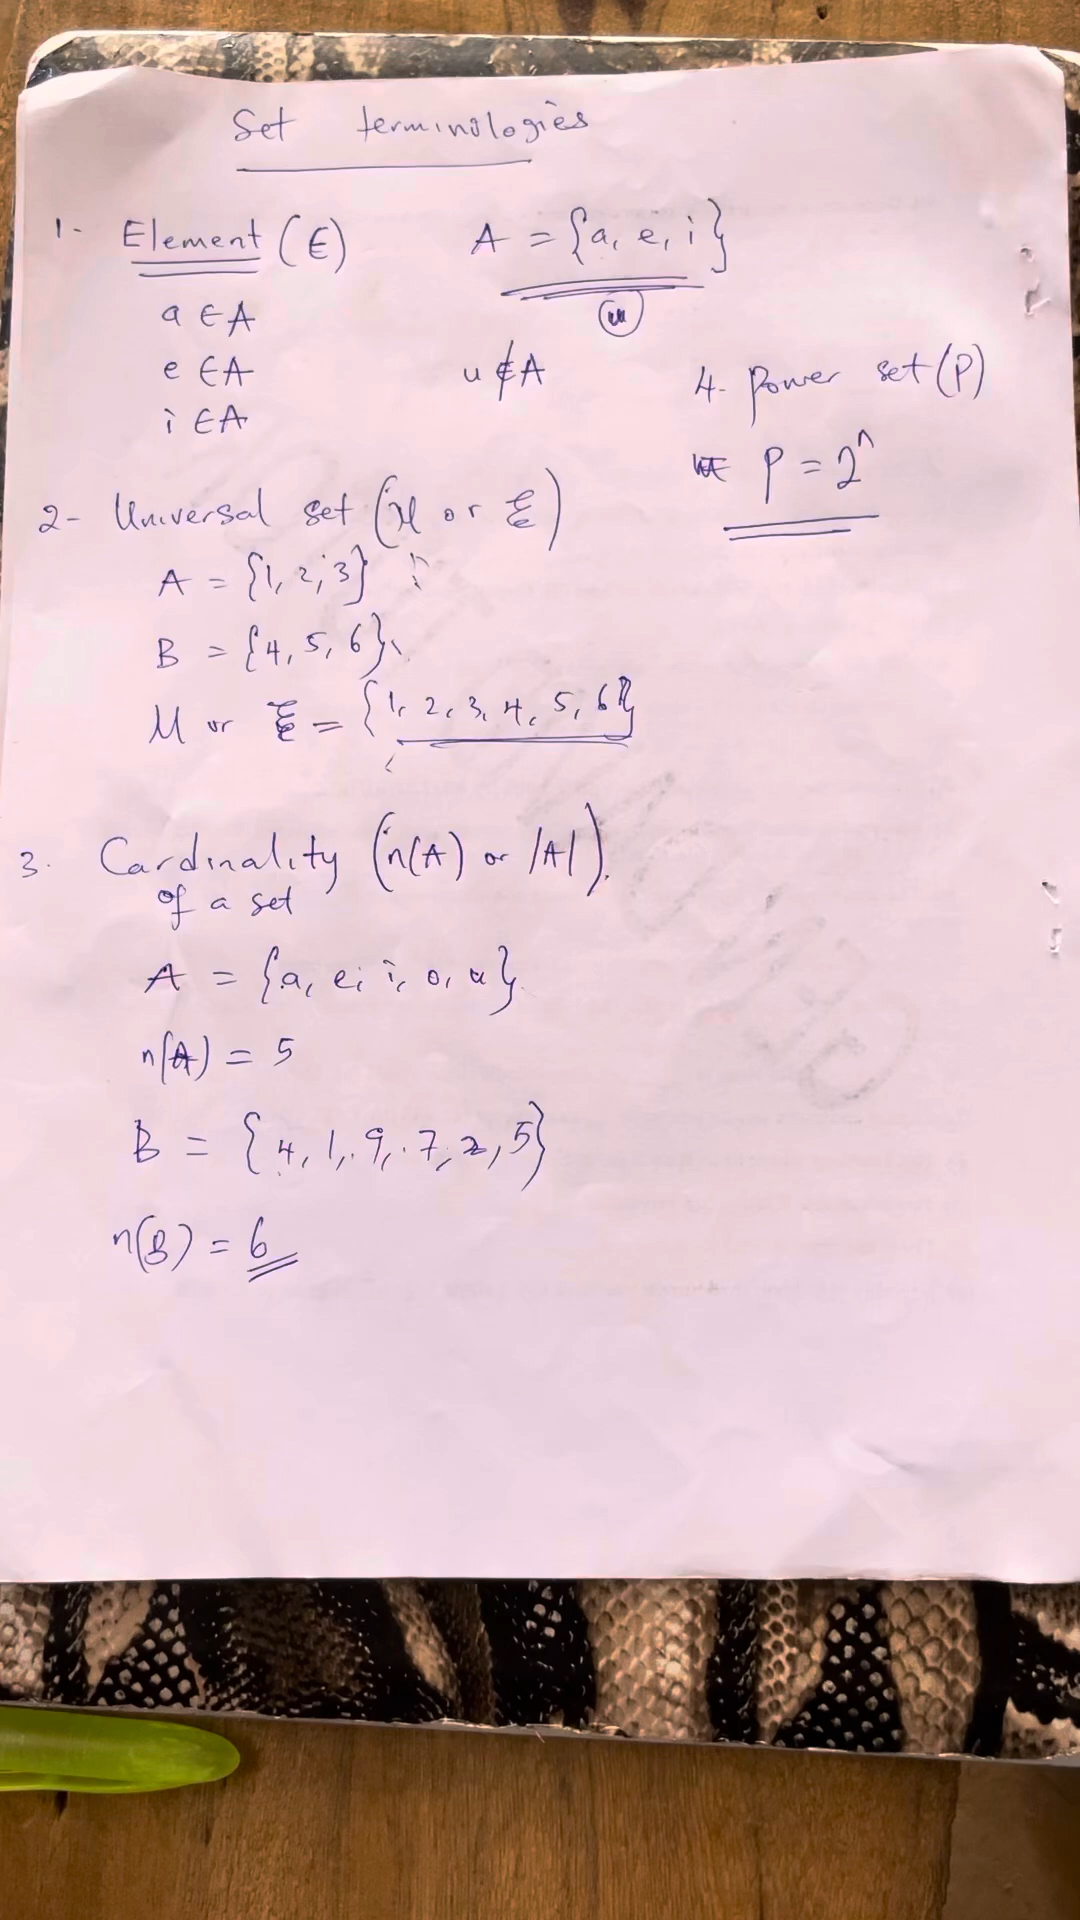 Set terminologies
1- Element (∈) A = {a, e, i}
a ∈ A
e ∈ A u ∉ A
i ∈ A
4- Power set (P)
P = 2ⁿ
2- Universal set (μ or ξ)
A = {1, 2, 3}
B = {4, 5, 6}
μ or ξ = {1, 2, 3, 4, 5, 6}
3. Cardinality (n(A) or |A|).
of a set
A = {a, e, i, o, u}
n(A) = 5
B = {4, 1, 9, 7, 2, 5}
n(B) = 6